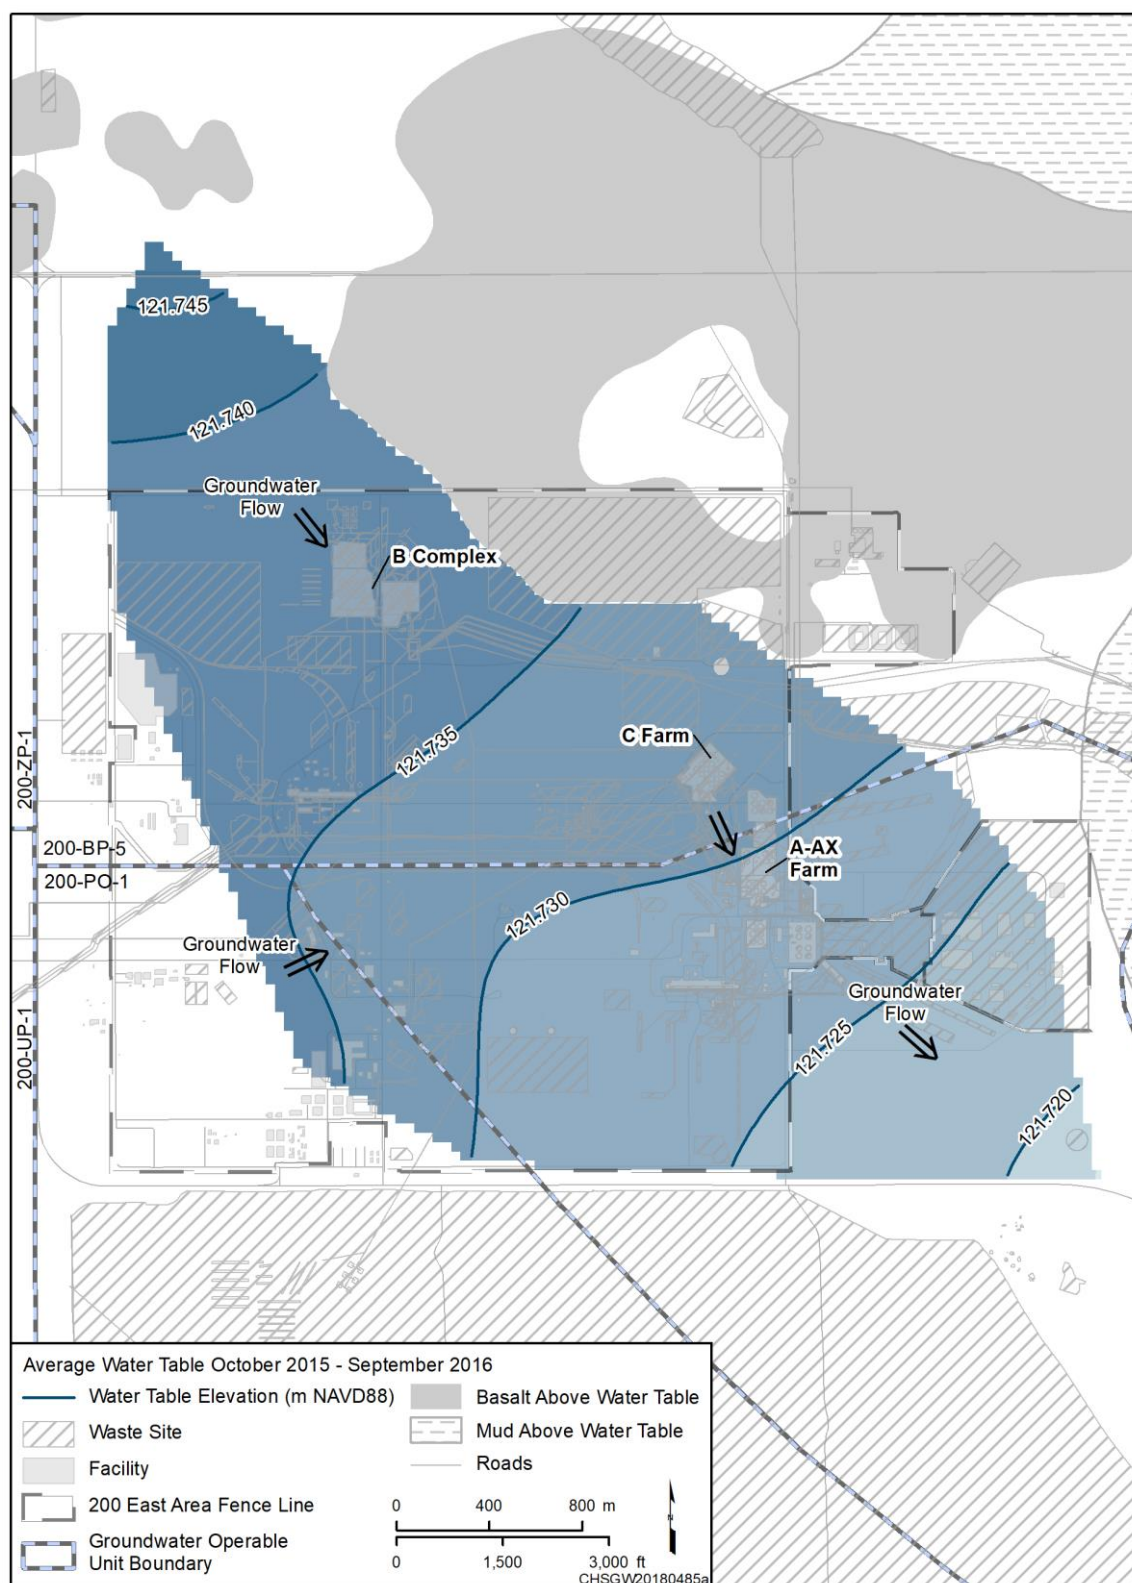 121.745
121.740
Groundwater
Flow
B Complex
121.735
C Farm
200-ZP-1
200-BP-5
200-PO-1
A-AX
Farm
121.730
Groundwater
Flow
Groundwater
Flow
121.725
200-UP-1
121.720
Average Water Table October 2015 - September 2016
Water Table Elevation (m NAVD88)
Waste Site
Facility
200 East Area Fence Line
Groundwater Operable
Unit Boundary
Basalt Above Water Table
Mud Above Water Table
Roads
0 400 800 m
0 1,500 3,000 ft
N
CHSGW20180485a